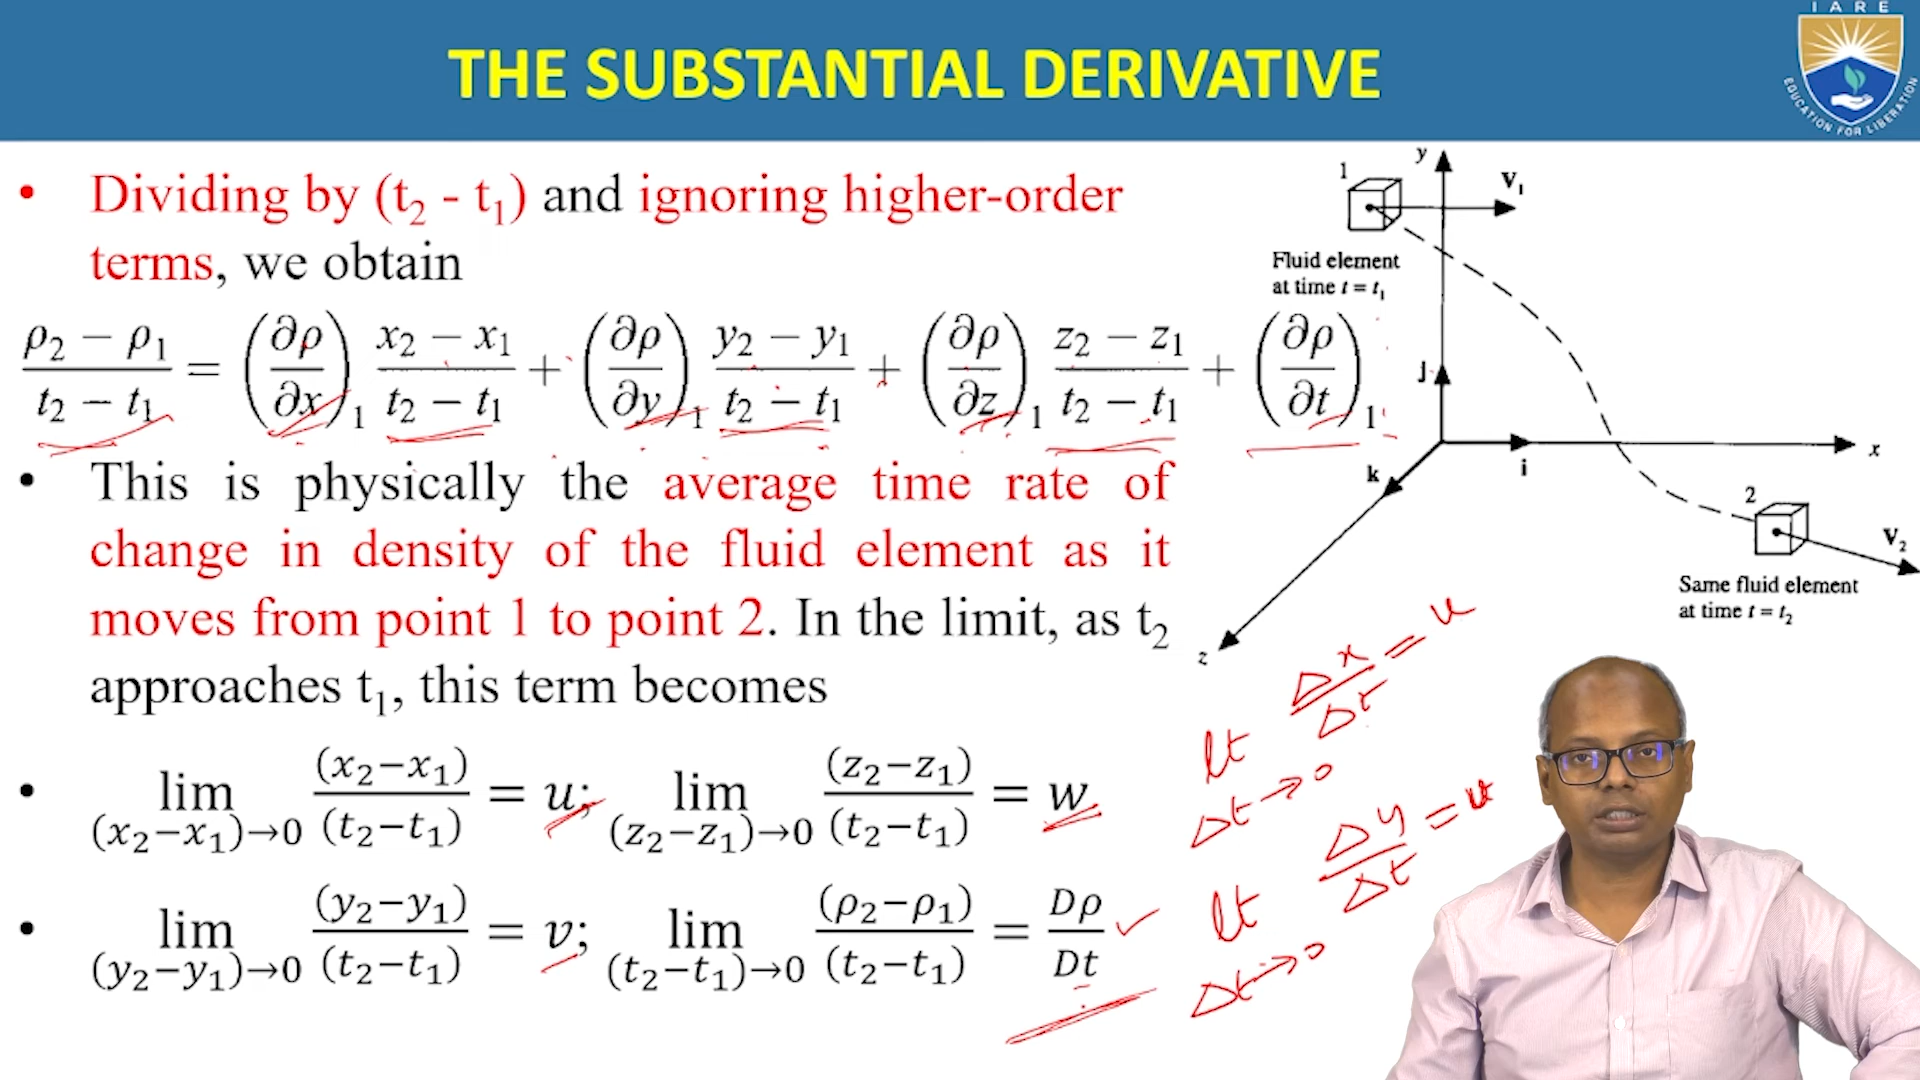 IARE
EDUCATION FOR LIBERATION
THE SUBSTANTIAL DERIVATIVE
• Dividing by (t₂ - t₁) and ignoring higher-order
terms, we obtain
(ρ₂ − ρ₁)/(t₂ − t₁) = (∂ρ/∂x)₁ (x₂ − x₁)/(t₂ − t₁) + (∂ρ/∂y)₁ (y₂ − y₁)/(t₂ − t₁) + (∂ρ/∂z)₁ (z₂ − z₁)/(t₂ − t₁) + (∂ρ/∂t)₁
• This is physically the average time rate of
change in density of the fluid element as it
moves from point 1 to point 2. In the limit, as t₂
approaches t₁, this term becomes
• lim (x₂−x₁)→0 (x₂−x₁)/(t₂−t₁) = u; lim (z₂−z₁)→0 (z₂−z₁)/(t₂−t₁) = w
• lim (y₂−y₁)→0 (y₂−y₁)/(t₂−t₁) = v; lim (t₂−t₁)→0 (ρ₂−ρ₁)/(t₂−t₁) = Dρ/Dt
y
1
V₁
Fluid element
at time t = t₁
j
i
x
k
z
2
V₂
Same fluid element
at time t = t₂
lt Δt→0 Δx/Δt = u
lt Δt→0 Δy/Δt = v